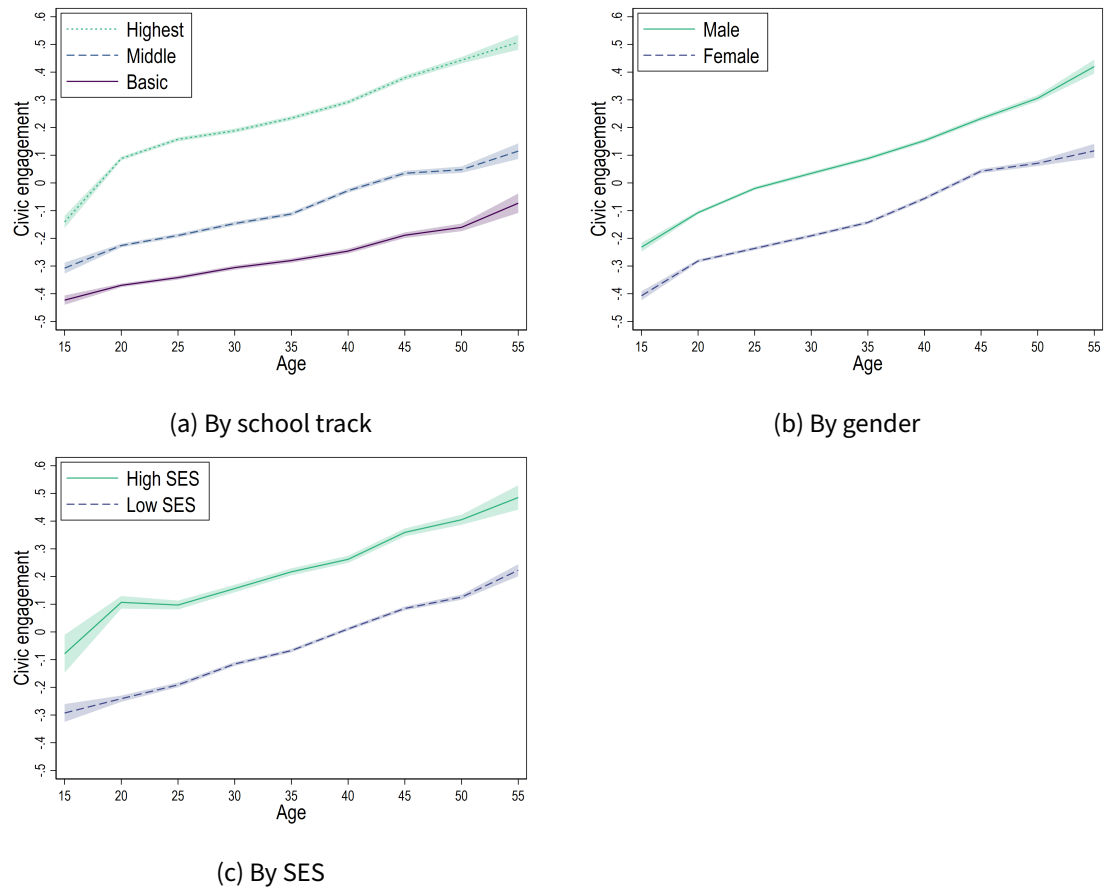 .6
.5
.4
.3
.2
.1
0
-.1
-.2
-.3
-.4
-.5
Civic engagement
Highest
Middle
Basic
15 20 25 30 35 40 45 50 55
Age
(a) By school track
.6
.5
.4
.3
.2
.1
0
-.1
-.2
-.3
-.4
-.5
Civic engagement
Male
Female
15 20 25 30 35 40 45 50 55
Age
(b) By gender
.6
.5
.4
.3
.2
.1
0
-.1
-.2
-.3
-.4
-.5
Civic engagement
High SES
Low SES
15 20 25 30 35 40 45 50 55
Age
(c) By SES